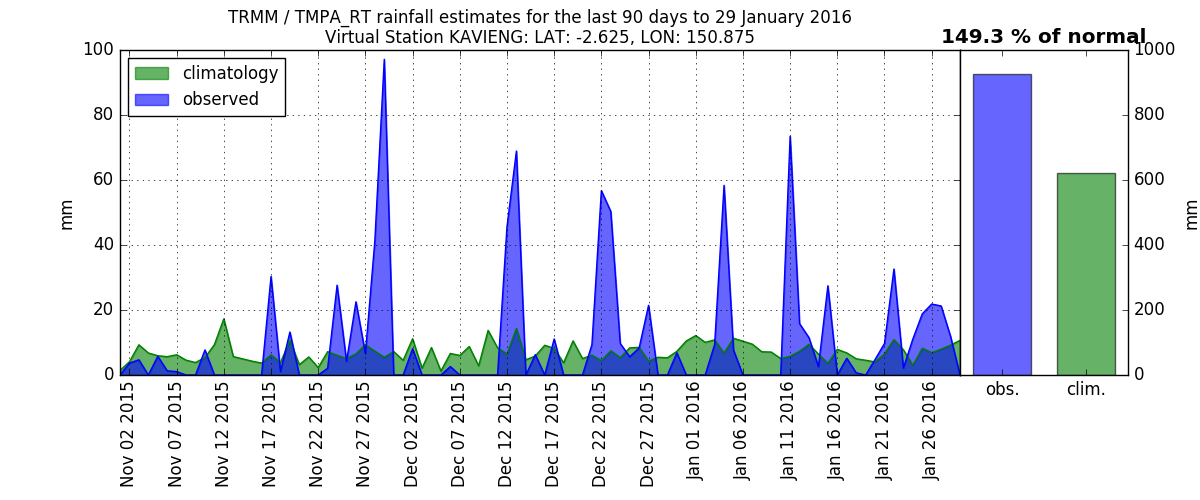 TRMM / TMPA_RT rainfall estimates for the last 90 days to 29 January 2016
Virtual Station KAVIENG: LAT: -2.625, LON: 150.875
149.3 % of normal
climatology
observed
mm
100
80
60
40
20
0
1000
800
600
400
200
0
mm
Nov 02 2015
Nov 07 2015
Nov 12 2015
Nov 17 2015
Nov 22 2015
Nov 27 2015
Dec 02 2015
Dec 07 2015
Dec 12 2015
Dec 17 2015
Dec 22 2015
Dec 27 2015
Jan 01 2016
Jan 06 2016
Jan 11 2016
Jan 16 2016
Jan 21 2016
Jan 26 2016
obs.
clim.